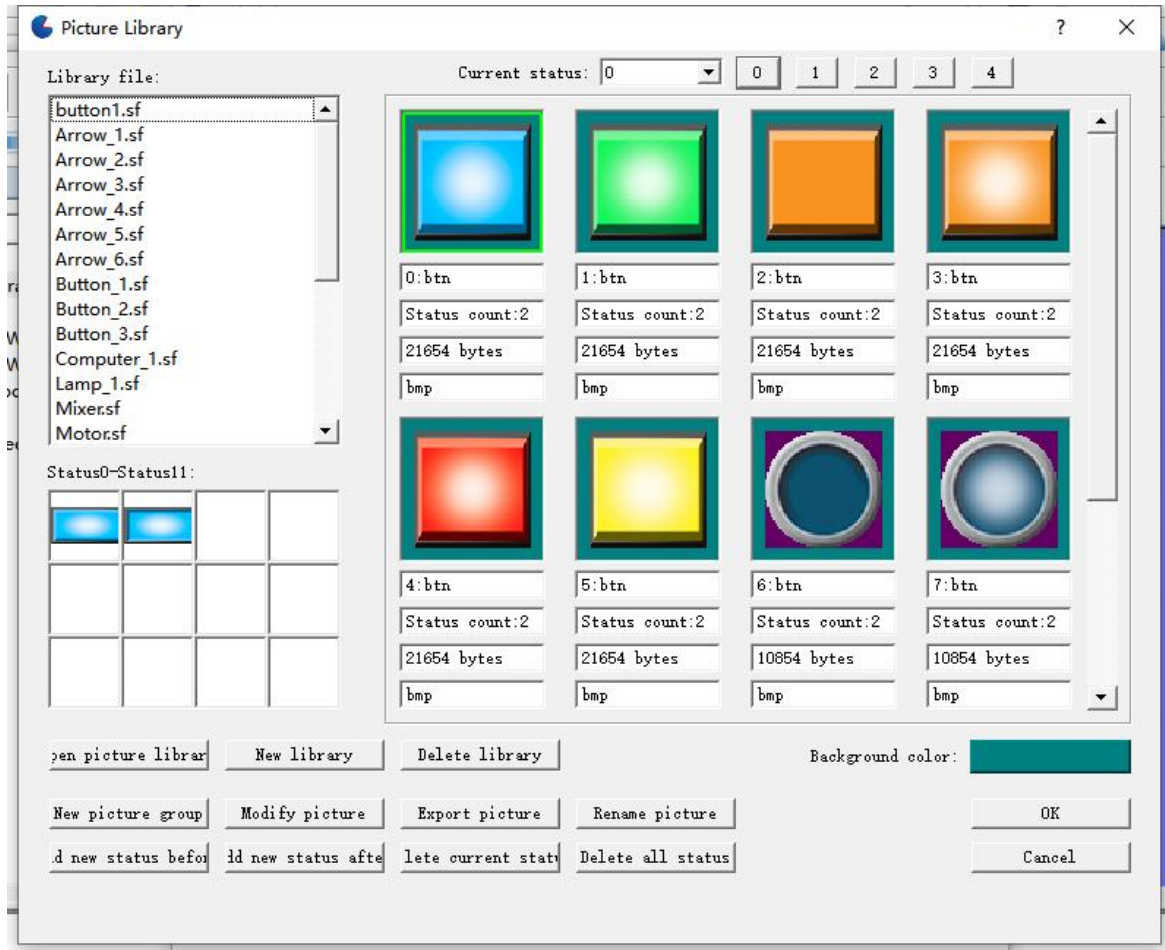 Picture Library
?
Library file:
Current status: 0
0 1 2 3 4
button1.sf
Arrow_1.sf
Arrow_2.sf
Arrow_3.sf
Arrow_4.sf
Arrow_5.sf
Arrow_6.sf
Button_1.sf
Button_2.sf
Button_3.sf
Computer_1.sf
Lamp_1.sf
Mixer.sf
Motor.sf
0:btn 1:btn 2:btn 3:btn
Status count:2 Status count:2 Status count:2 Status count:2
21654 bytes 21654 bytes 21654 bytes 21654 bytes
bmp bmp bmp bmp
Status0-Status11:
4:btn 5:btn 6:btn 7:btn
Status count:2 Status count:2 Status count:2 Status count:2
21654 bytes 21654 bytes 10854 bytes 10854 bytes
bmp bmp bmp bmp
pen picture librar New library Delete library Background color:
New picture group Modify picture Export picture Rename picture OK
d new status befor dd new status afte lete current statu Delete all status Cancel